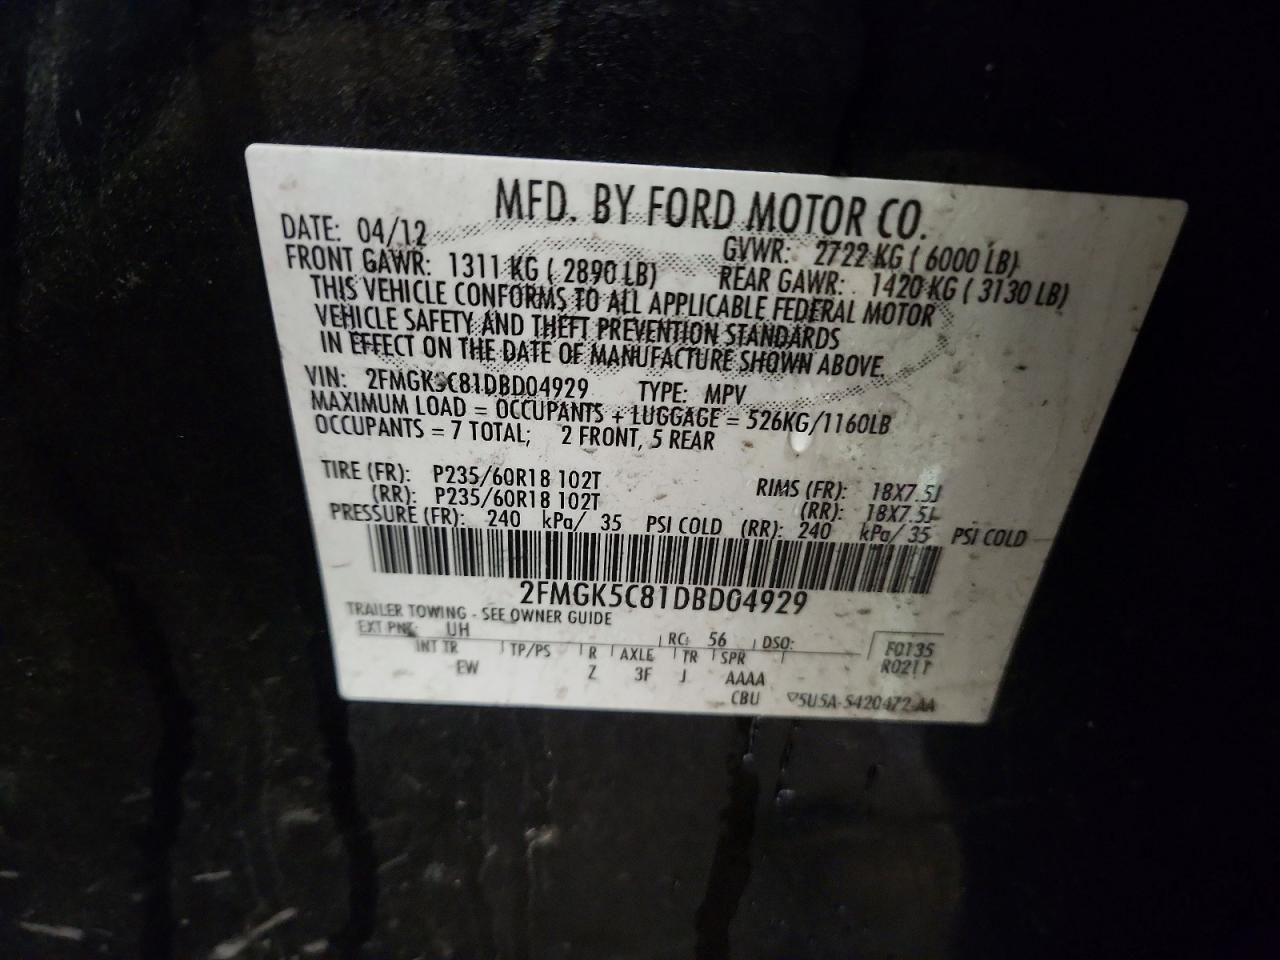 MFD. BY FORD MOTOR CO.
DATE: 04/12 GVWR: 2722 KG ( 6000 LB)
FRONT GAWR: 1311 KG ( 2890 LB) REAR GAWR: 1420 KG ( 3130 LB)
THIS VEHICLE CONFORMS TO ALL APPLICABLE FEDERAL MOTOR
VEHICLE SAFETY AND THEFT PREVENTION STANDARDS
IN EFFECT ON THE DATE OF MANUFACTURE SHOWN ABOVE.
VIN: 2FMGK5C81DBD04929 TYPE: MPV
MAXIMUM LOAD = OCCUPANTS + LUGGAGE = 526KG/1160LB
OCCUPANTS = 7 TOTAL; 2 FRONT, 5 REAR
TIRE (FR): P235/60R18 102T RIMS (FR): 18X7.5J
(RR): P235/60R18 102T (RR): 18X7.5J
PRESSURE (FR): 240 kPa/ 35 PSI COLD (RR): 240 kPa/ 35 PSI COLD
2FMGK5C81DBD04929
TRAILER TOWING - SEE OWNER GUIDE
EXT PNT: UH RC: 56 DSO:
INT TR TP/PS R AXLE TR SPR F0135
EW Z 3F J AAAA R0211
CBU 5U5A-S420472-AA